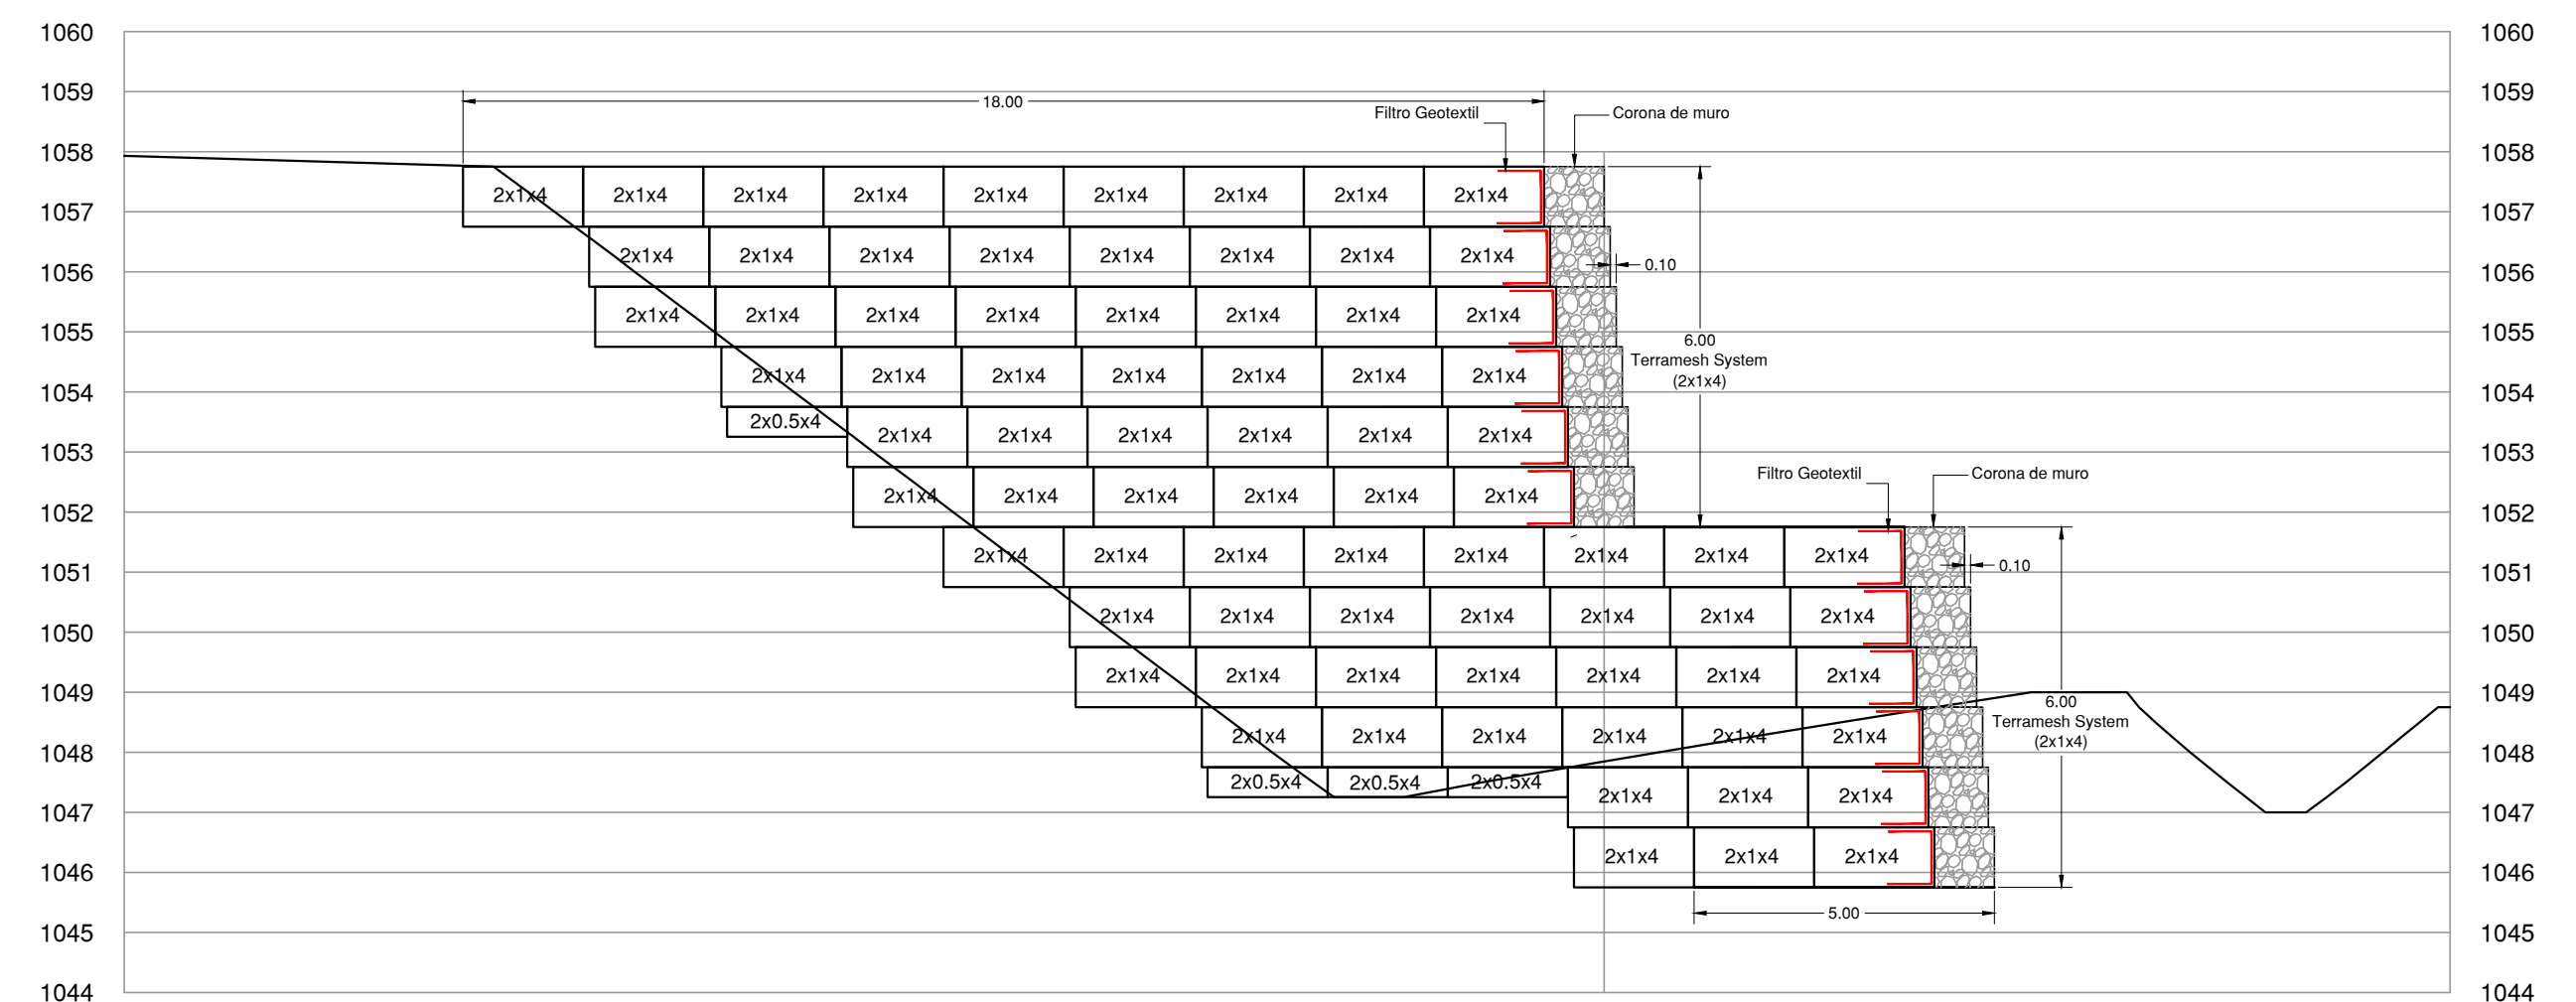 1060 1060
1059 1059
18.00
Filtro Geotextil Corona de muro
1058 1058
2x1x4 2x1x4 2x1x4 2x1x4 2x1x4 2x1x4 2x1x4 2x1x4 2x1x4
1057 1057
2x1x4 2x1x4 2x1x4 2x1x4 2x1x4 2x1x4 2x1x4 2x1x4
0.10
1056 1056
2x1x4 2x1x4 2x1x4 2x1x4 2x1x4 2x1x4 2x1x4 2x1x4
1055 1055
6.00
Terramesh System
(2x1x4)
2x1x4 2x1x4 2x1x4 2x1x4 2x1x4 2x1x4 2x1x4
1054 1054
2x0.5x4 2x1x4 2x1x4 2x1x4 2x1x4 2x1x4 2x1x4
1053 1053
Filtro Geotextil Corona de muro
2x1x4 2x1x4 2x1x4 2x1x4 2x1x4 2x1x4
1052 1052
2x1x4 2x1x4 2x1x4 2x1x4 2x1x4 2x1x4 2x1x4 2x1x4
0.10
1051 1051
2x1x4 2x1x4 2x1x4 2x1x4 2x1x4 2x1x4 2x1x4
1050 1050
2x1x4 2x1x4 2x1x4 2x1x4 2x1x4 2x1x4 2x1x4
1049 1049
6.00
Terramesh System
(2x1x4)
2x1x4 2x1x4 2x1x4 2x1x4 2x1x4 2x1x4
1048 1048
2x0.5x4 2x0.5x4 2x0.5x4 2x1x4 2x1x4 2x1x4
1047 1047
2x1x4 2x1x4 2x1x4
1046 1046
5.00
1045 1045
1044 1044